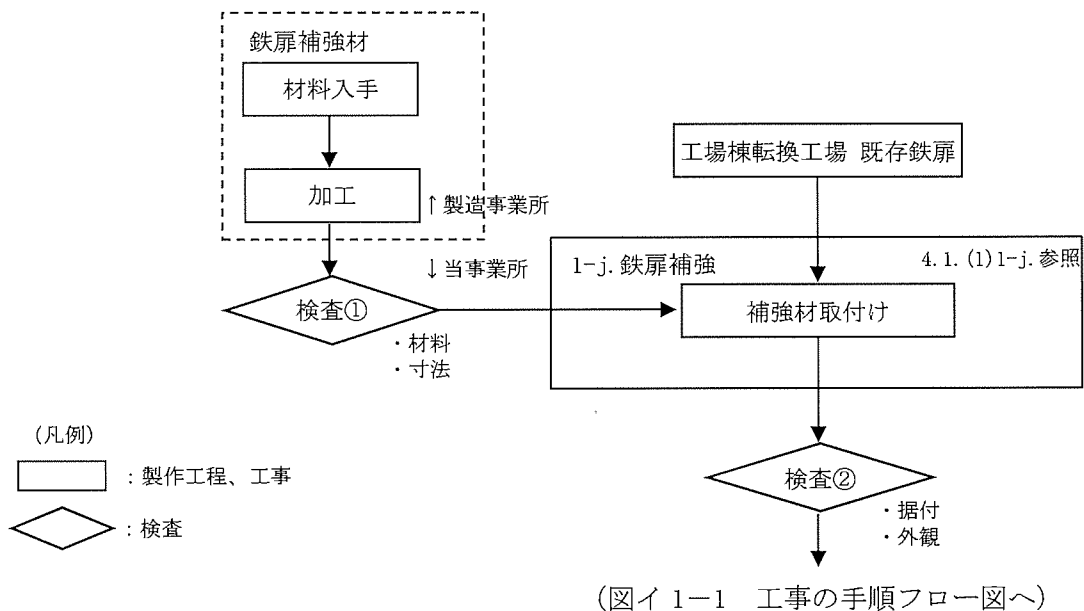 鉄扉補強材
材料入手
加工
↑製造事業所
↓当事業所
検査①
・材料
・寸法
工場棟転換工場 既存鉄扉
1-j.鉄扉補強
4.1.(1)1-j.参照
補強材取付け
検査②
・据付
・外観
(凡例)
：製作工程、工事
：検査
(図イ1-1 工事の手順フロー図へ)